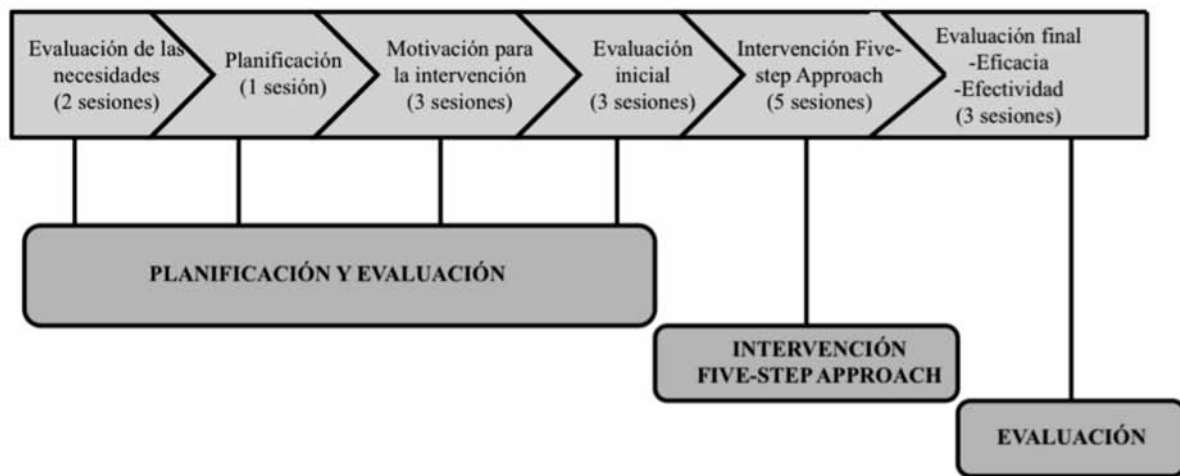 Evaluación de las
necesidades
(2 sesiones)
Planificación
(1 sesión)
Motivación para
la intervención
(3 sesiones)
Evaluación
inicial
(3 sesiones)
Intervención Five-
step Approach
(5 sesiones)
Evaluación final
-Eficacia
-Efectividad
(3 sesiones)
PLANIFICACIÓN Y EVALUACIÓN
INTERVENCIÓN
FIVE-STEP APPROACH
EVALUACIÓN